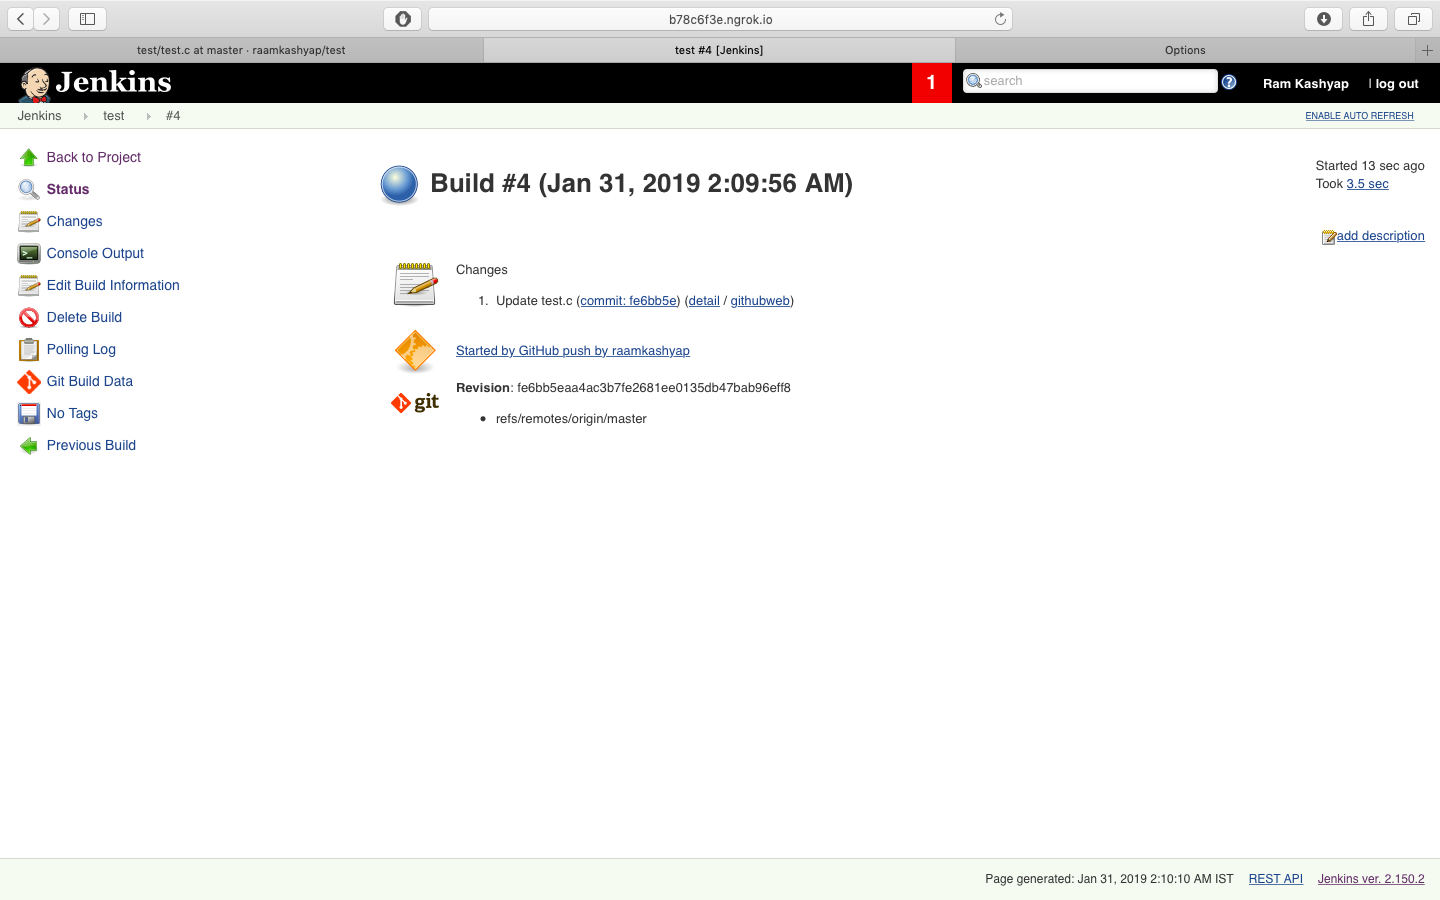 b78c6f3e.ngrok.io
test/test.c at master · raamkashyap/test
test #4 [Jenkins]
Options
Jenkins
1
search
Ram Kashyap
| log out
Jenkins
test
#4
ENABLE AUTO REFRESH
Back to Project
Status
Changes
Console Output
Edit Build Information
Delete Build
Polling Log
Git Build Data
No Tags
Previous Build
Build #4 (Jan 31, 2019 2:09:56 AM)
Started 13 sec ago
Took 3.5 sec
add description
Changes
1. Update test.c (commit: fe6bb5e) (detail / githubweb)
Started by GitHub push by raamkashyap
git
Revision: fe6bb5eaa4ac3b7fe2681ee0135db47bab96eff8
• refs/remotes/origin/master
Page generated: Jan 31, 2019 2:10:10 AM IST
REST API
Jenkins ver. 2.150.2